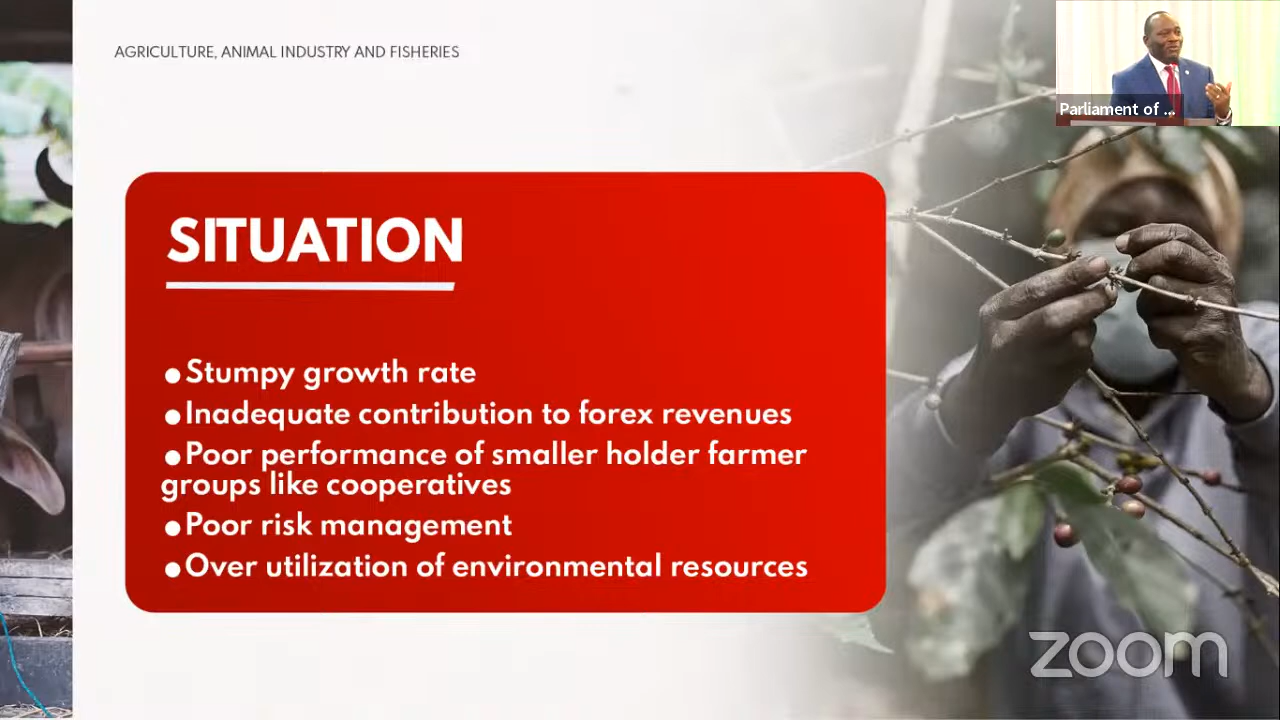 AGRICULTURE, ANIMAL INDUSTRY AND FISHERIES
Parliament of ...
SITUATION
●Stumpy growth rate
●Inadequate contribution to forex revenues
●Poor performance of smaller holder farmer
groups like cooperatives
●Poor risk management
●Over utilization of environmental resources
zoom